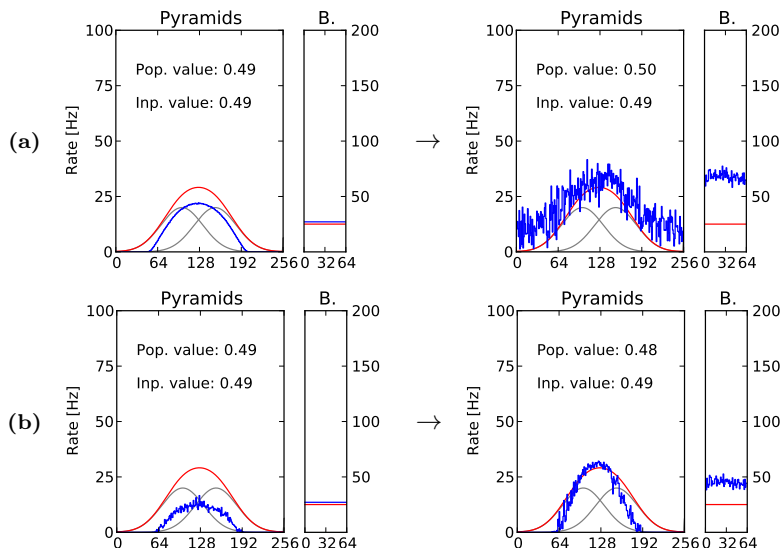 Pyramids B. Pyramids B.
100 200 100 200
Pop. value: 0.49 Pop. value: 0.50
75 150 75 150
Inp. value: 0.49 Inp. value: 0.49
(a) Rate [Hz] 50 100 → Rate [Hz] 50 100
25 50 25 50
0 0 0 0
0 64 128 192 256 0 32 64 0 64 128 192 256 0 32 64
Pyramids B. Pyramids B.
100 200 100 200
Pop. value: 0.49 Pop. value: 0.48
75 150 75 150
Inp. value: 0.49 Inp. value: 0.49
(b) Rate [Hz] 50 100 → Rate [Hz] 50 100
25 50 25 50
0 0 0 0
0 64 128 192 256 0 32 64 0 64 128 192 256 0 32 64